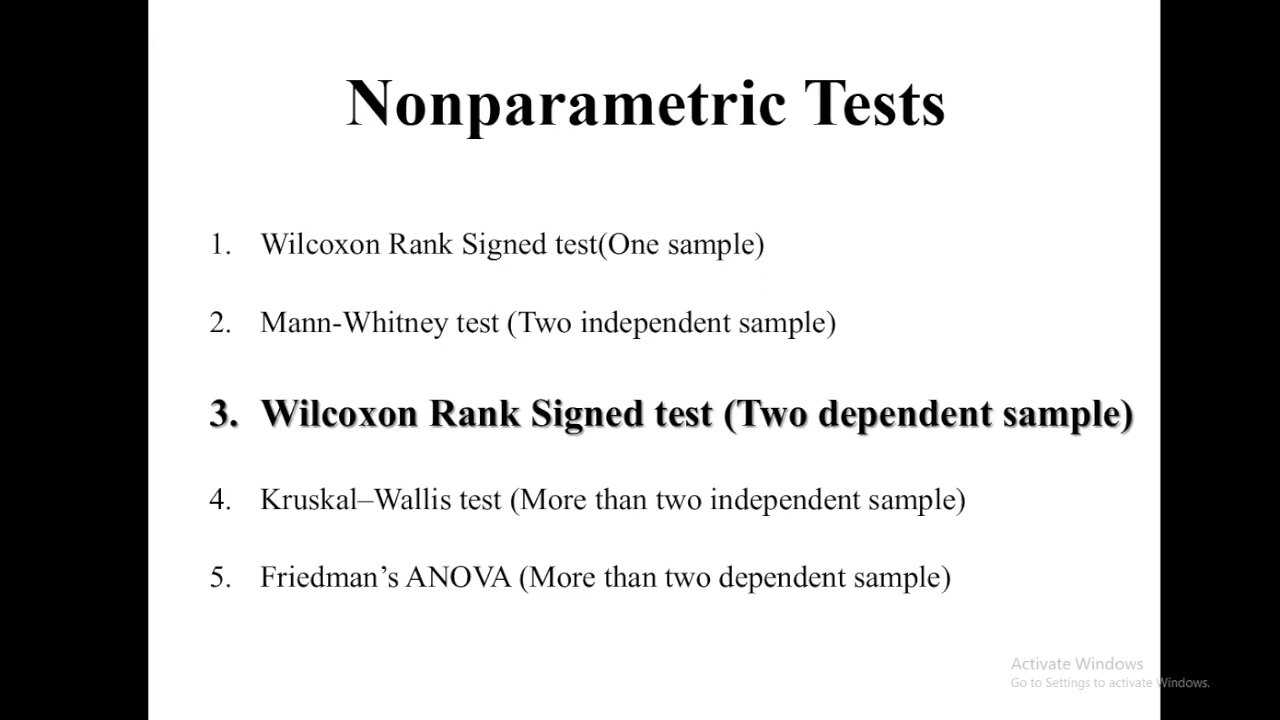 Nonparametric Tests
1. Wilcoxon Rank Signed test(One sample)
2. Mann-Whitney test (Two independent sample)
3. Wilcoxon Rank Signed test (Two dependent sample)
4. Kruskal–Wallis test (More than two independent sample)
5. Friedman’s ANOVA (More than two dependent sample)
Activate Windows
Go to Settings to activate Windows.